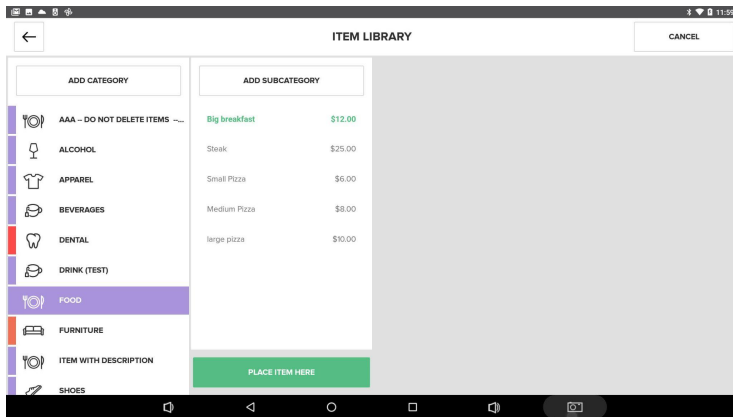 11:59
ITEM LIBRARY
CANCEL
ADD CATEGORY
ADD SUBCATEGORY
AAA -- DO NOT DELETE ITEMS --...
Big breakfast $12.00
ALCOHOL
Steak $25.00
APPAREL
Small PIzza $6.00
BEVERAGES
Medium Pizza $8.00
DENTAL
large pizza $10.00
DRINK (TEST)
FOOD
FURNITURE
ITEM WITH DESCRIPTION
PLACE ITEM HERE
SHOES